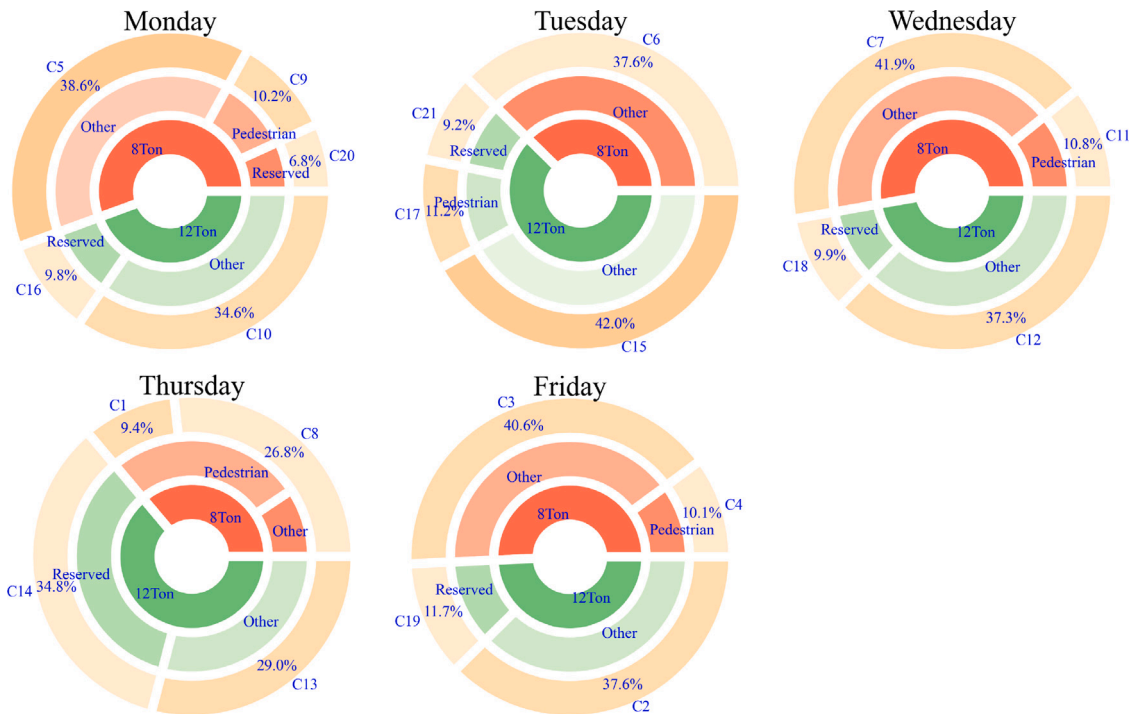 Monday
C5
38.6%
C9
10.2%
Other
Pedestrian
8Ton
C20
6.8%
Reserved
Reserved
12Ton
Other
9.8%
C16
34.6%
C10
Tuesday
C6
37.6%
Other
C21
9.2%
Reserved
8Ton
Pedestrian
C17
11.2%
12Ton
Other
42.0%
C15
Wednesday
C7
41.9%
Other
C11
10.8%
8Ton
Pedestrian
Reserved
12Ton
C18
9.9%
Other
37.3%
C12
Thursday
C1
9.4%
C8
26.8%
Pedestrian
8Ton
Other
Reserved
C14
34.8%
12Ton
Other
29.0%
C13
Friday
C3
40.6%
Other
C4
10.1%
8Ton
Pedestrian
Reserved
12Ton
C19
11.7%
Other
37.6%
C2